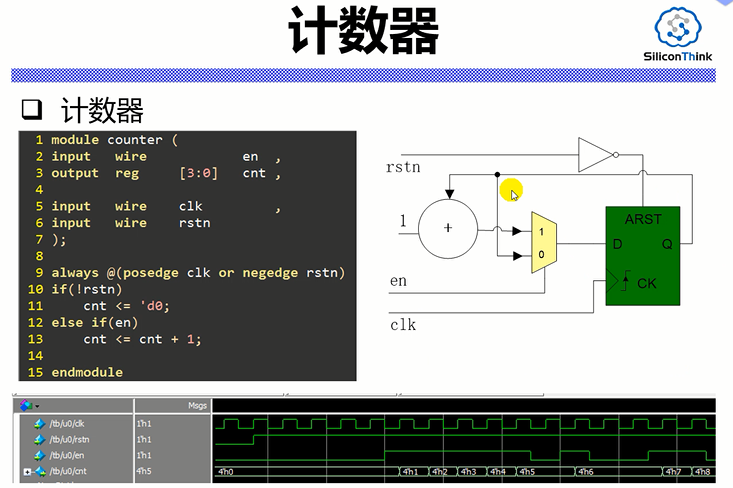 计数器
SiliconThink
计数器
1 module counter (
2 input wire en ,
3 output reg [3:0] cnt ,
4
5 input wire clk ,
6 input wire rstn
7 );
8
9 always @(posedge clk or negedge rstn)
10 if(!rstn)
11 cnt <= 'd0;
12 else if(en)
13 cnt <= cnt + 1;
14
15 endmodule
rstn
1
+
1
0
en
clk
ARST
D Q
CK
Msgs
/tb/u0/clk 1'h1
/tb/u0/rstn 1'h1
/tb/u0/en 1'h1
/tb/u0/cnt 4'h5 4'h0 4'h1 4'h2 4'h3 4'h4 4'h5 4'h6 4'h7 4'h8